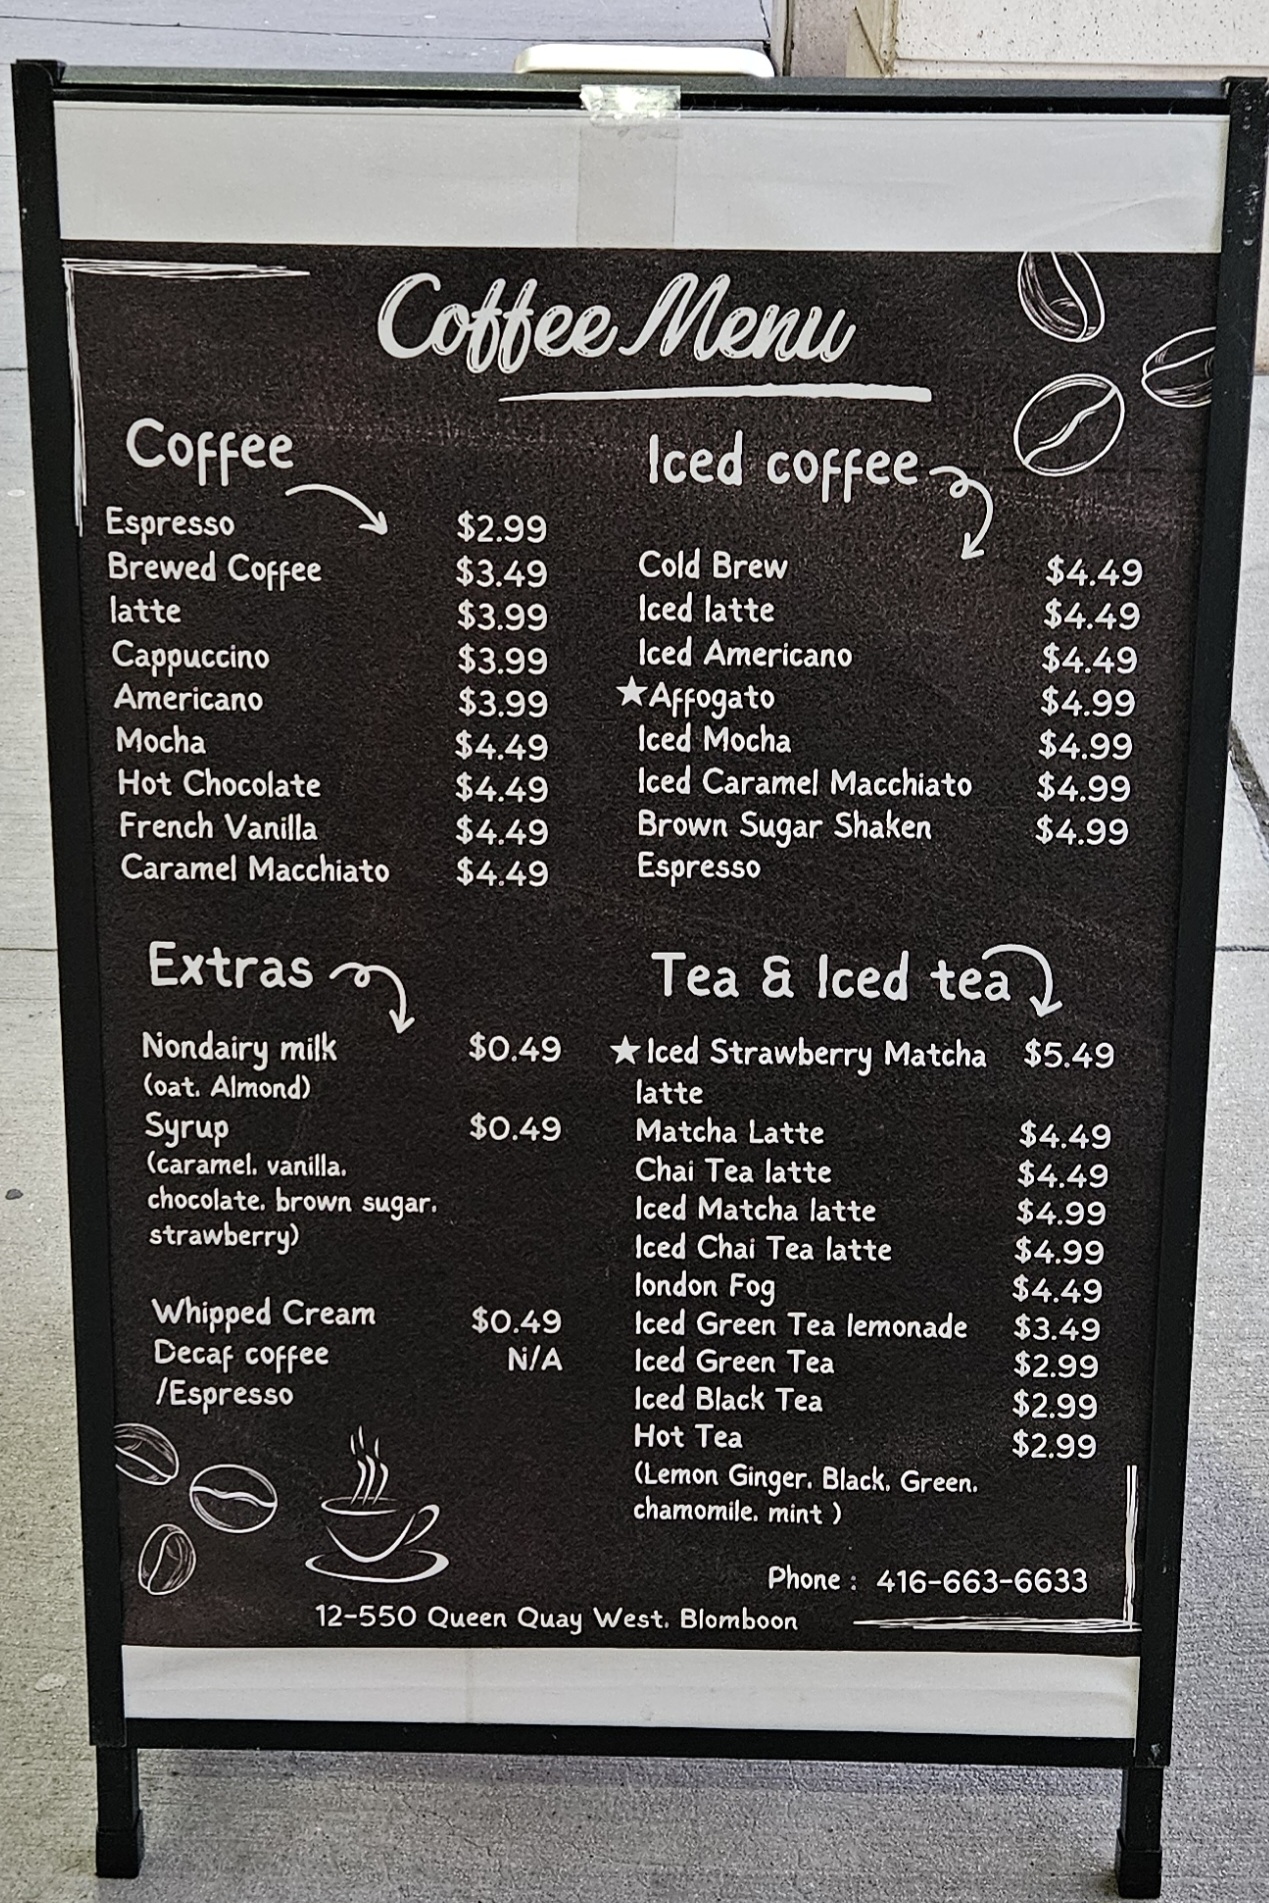 Coffee Menu
Coffee
Espresso $2.99
Brewed Coffee $3.49
latte $3.99
Cappuccino $3.99
Americano $3.99
Mocha $4.49
Hot Chocolate $4.49
French Vanilla $4.49
Caramel Macchiato $4.49
Iced coffee
Cold Brew $4.49
Iced latte $4.49
Iced Americano $4.49
★Affogato $4.99
Iced Mocha $4.99
Iced Caramel Macchiato $4.99
Brown Sugar Shaken $4.99
Espresso
Extras
Nondairy milk $0.49
(oat, Almond)
Syrup $0.49
(caramel, vanilla,
chocolate, brown sugar,
strawberry)
Whipped Cream $0.49
Decaf coffee N/A
/Espresso
Tea & Iced tea
★Iced Strawberry Matcha $5.49
latte
Matcha Latte $4.49
Chai Tea latte $4.49
Iced Matcha latte $4.99
Iced Chai Tea latte $4.99
london Fog $4.49
Iced Green Tea lemonade $3.49
Iced Green Tea $2.99
Iced Black Tea $2.99
Hot Tea $2.99
(Lemon Ginger, Black, Green,
chamomile, mint )
Phone : 416-663-6633
12-550 Queen Quay West, Blomboon